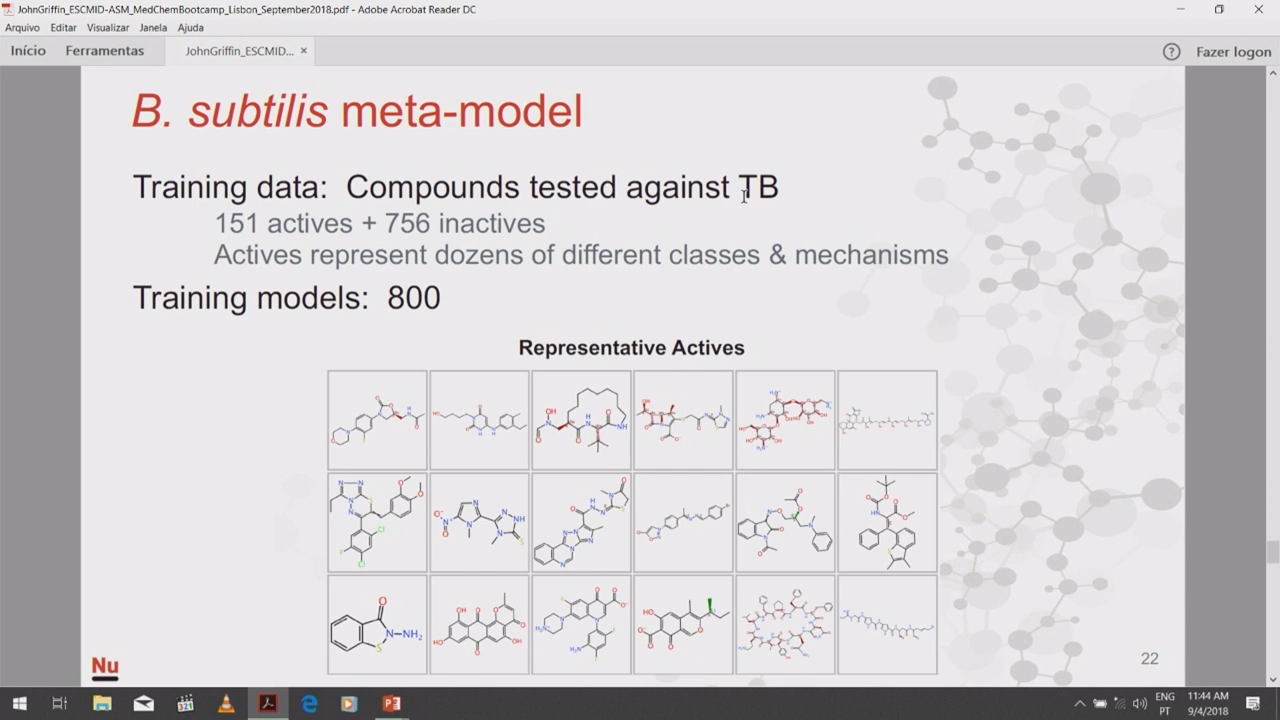 JohnGriffin_ESCMID-ASM_MedChemBootcamp_Lisbon_September2018.pdf - Adobe Acrobat Reader DC
Arquivo Editar Visualizar Janela Ajuda
Início Ferramentas JohnGriffin_ESCMID... × ? Fazer logon
B. subtilis meta-model
Training data: Compounds tested against TB
151 actives + 756 inactives
Actives represent dozens of different classes & mechanisms
Training models: 800
Representative Actives
Nu
22
ENG 11:44 AM
PT 9/4/2018